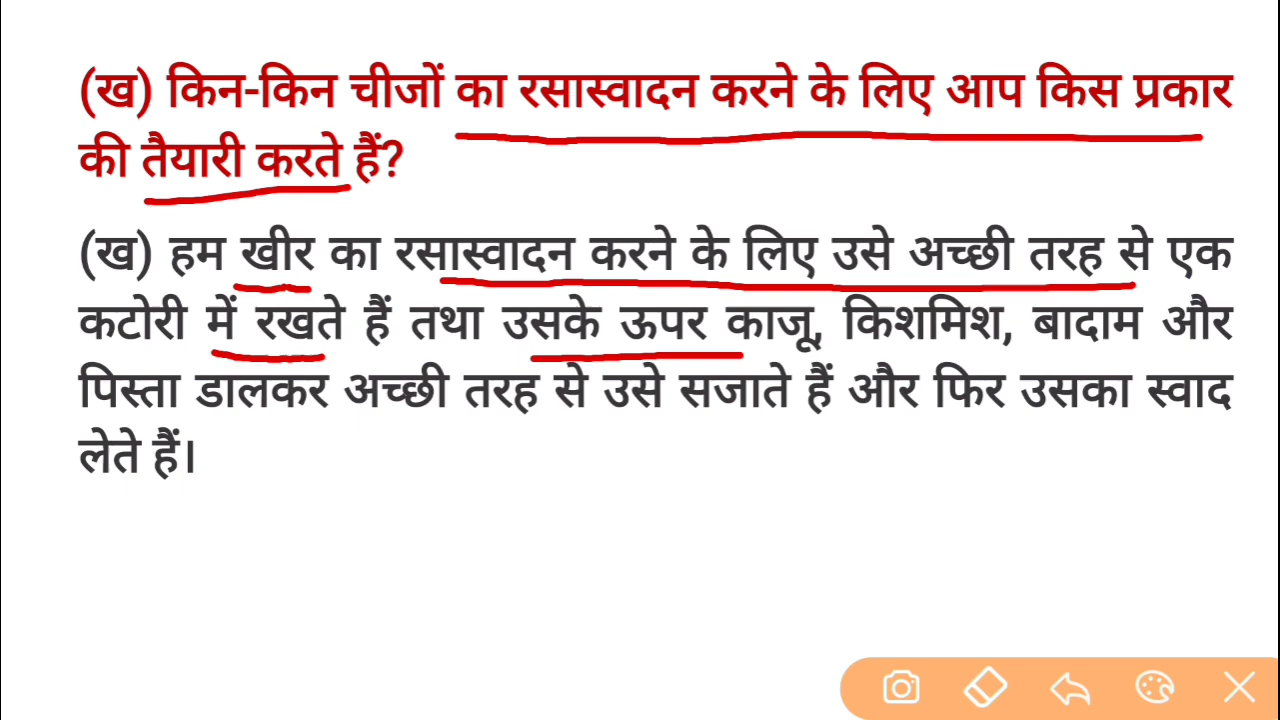 (ख) किन-किन चीजों का रसास्वादन करने के लिए आप किस प्रकार
की तैयारी करते हैं?
(ख) हम खीर का रसास्वादन करने के लिए उसे अच्छी तरह से एक
कटोरी में रखते हैं तथा उसके ऊपर काजू, किशमिश, बादाम और
पिस्ता डालकर अच्छी तरह से उसे सजाते हैं और फिर उसका स्वाद
लेते हैं।